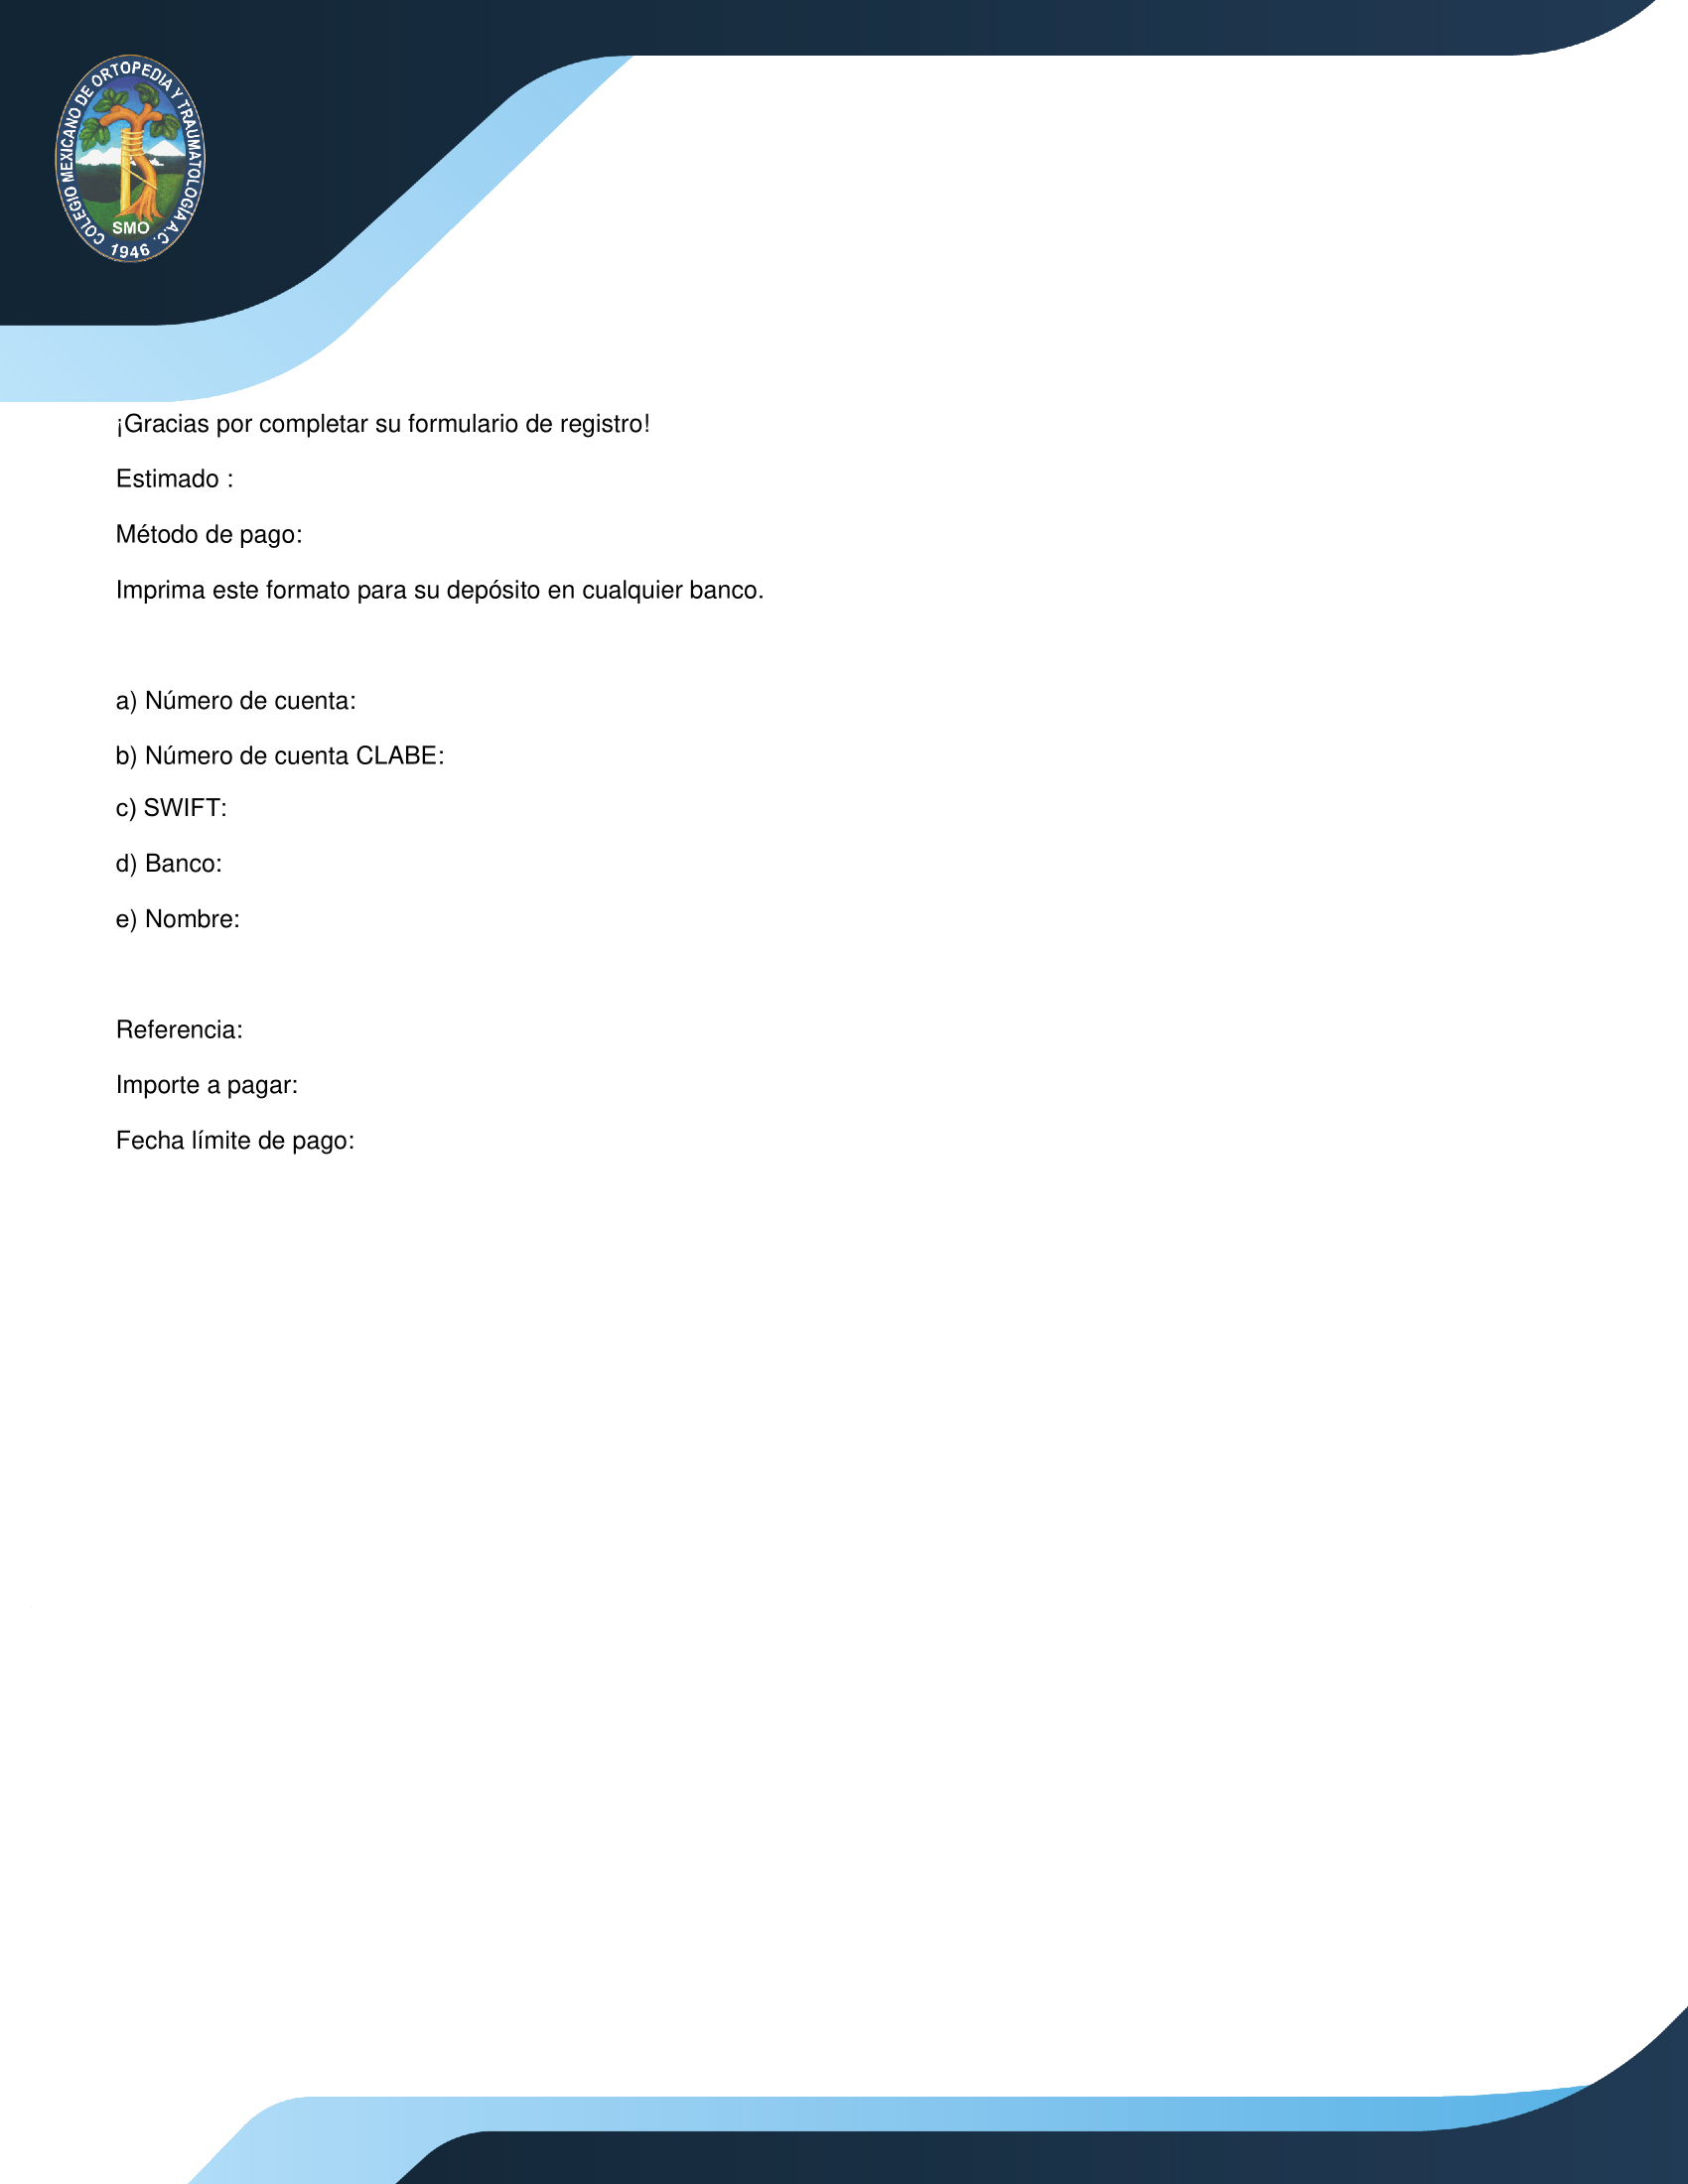 COLEGIO MEXICANO DE ORTOPEDIA Y TRAUMATOLOGÍA A.C.
SMO
1946
¡Gracias por completar su formulario de registro!
Estimado :
Método de pago:
Imprima este formato para su depósito en cualquier banco.
a) Número de cuenta:
b) Número de cuenta CLABE:
c) SWIFT:
d) Banco:
e) Nombre:
Referencia:
Importe a pagar:
Fecha límite de pago: